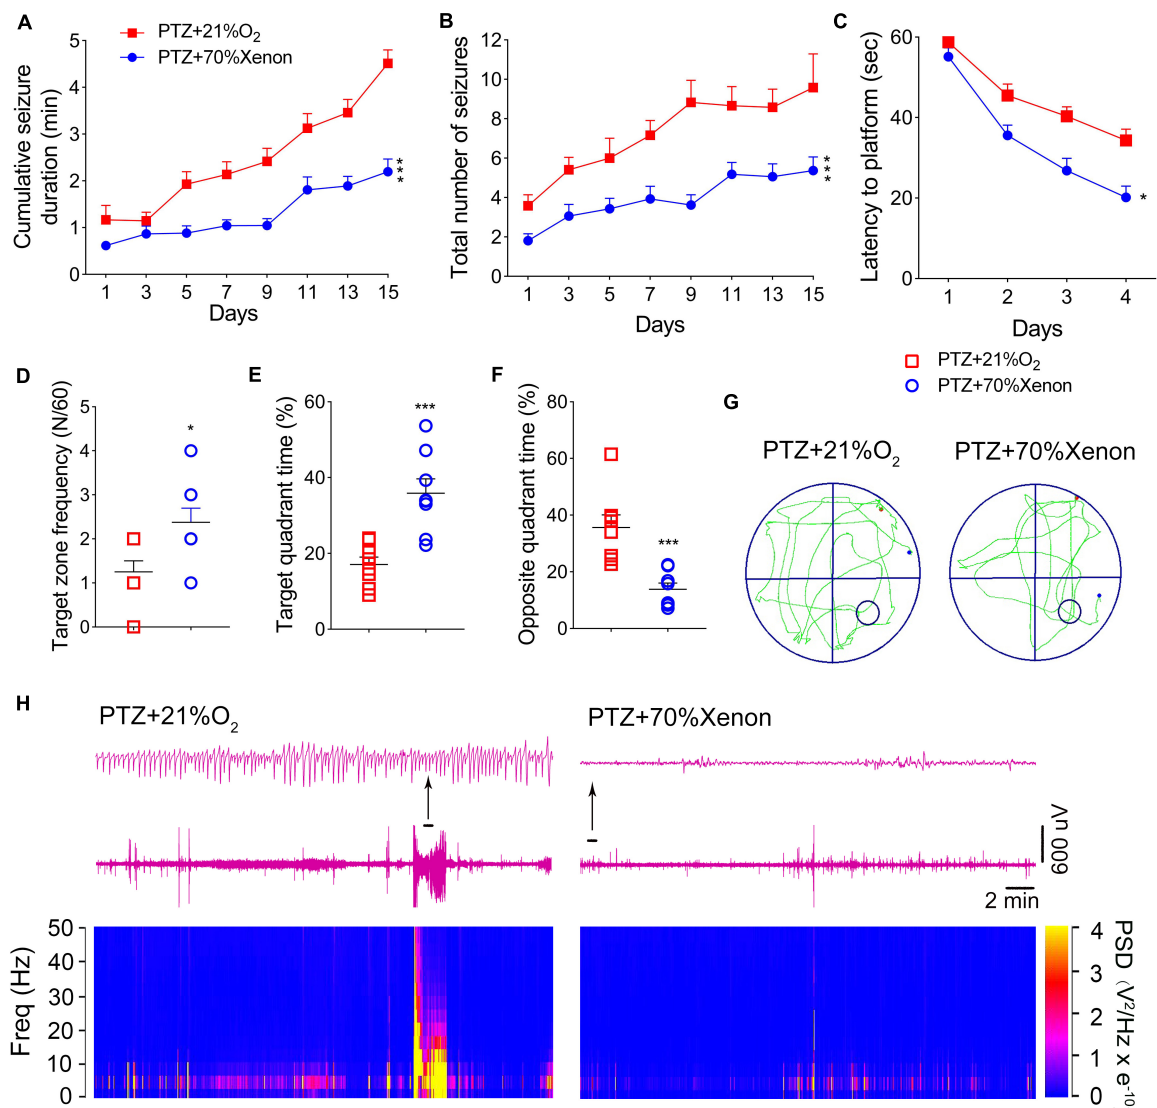 A
PTZ+21%O2
PTZ+70%Xenon
Cumulative seizure
duration (min)
5
4
3
2
1
0
***
1 3 5 7 9 11 13 15
Days
B
Total number of seizures
12
10
8
6
4
2
0
***
1 3 5 7 9 11 13 15
Days
C
Latency to platform (sec)
60
40
20
0
*
1 2 3 4
Days
PTZ+21%O2
PTZ+70%Xenon
D
Target zone frequency (N/60)
5
4
3
2
1
0
*
E
Target quadrant time (%)
60
40
20
0
***
F
Opposite quadrant time (%)
80
60
40
20
0
***
G
PTZ+21%O2
PTZ+70%Xenon
H
PTZ+21%O2
PTZ+70%Xenon
600 uV
2 min
Freq (Hz)
50
40
30
20
10
0
4
3
2
1
0
PSD (V²/Hz x e⁻¹⁰